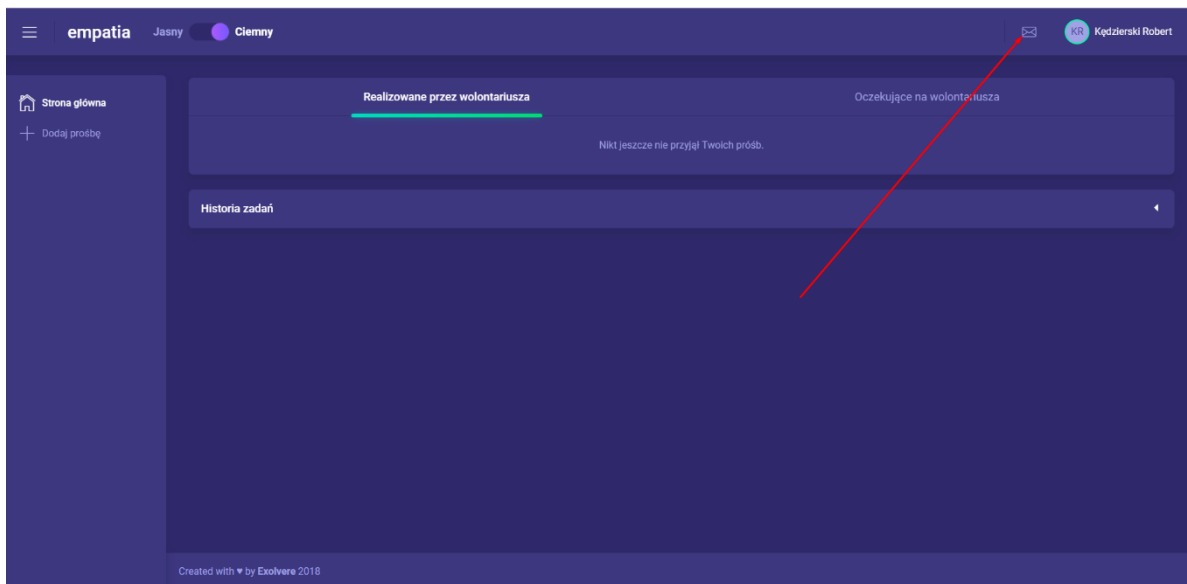 empatia Jasny Ciemny KR Kędzierski Robert
Strona główna
Dodaj prośbę
Realizowane przez wolontariusza Oczekujące na wolontariusza
Nikt jeszcze nie przyjął Twoich próśb.
Historia zadań
Created with ♥ by Exolvere 2018